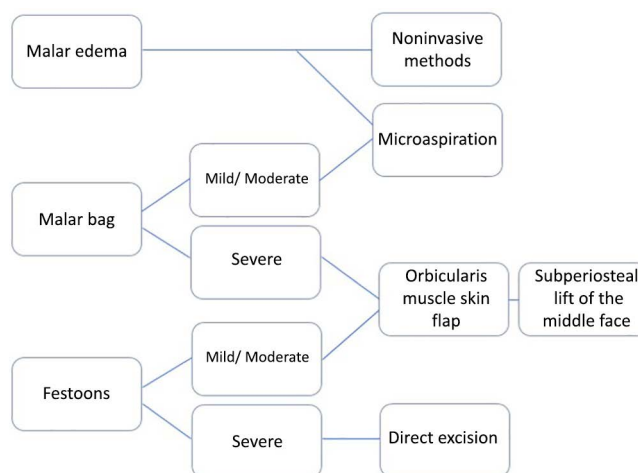 Malar edema
Noninvasive
methods
Microaspiration
Malar bag
Mild/ Moderate
Severe
Orbicularis
muscle skin
flap
Subperiosteal
lift of the
middle face
Festoons
Mild/ Moderate
Severe
Direct excision